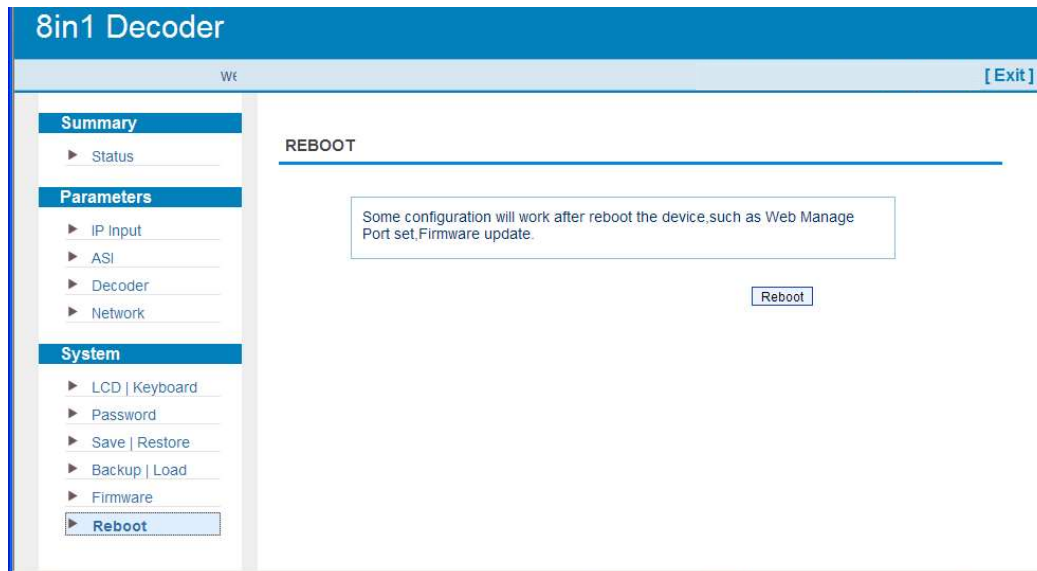 8in1 Decoder
[ Exit ]
Summary
Status
Parameters
IP Input
ASI
Decoder
Network
System
LCD | Keyboard
Password
Save | Restore
Backup | Load
Firmware
Reboot
REBOOT
Some configuration will work after reboot the device,such as Web Manage
Port set,Firmware update.
Reboot